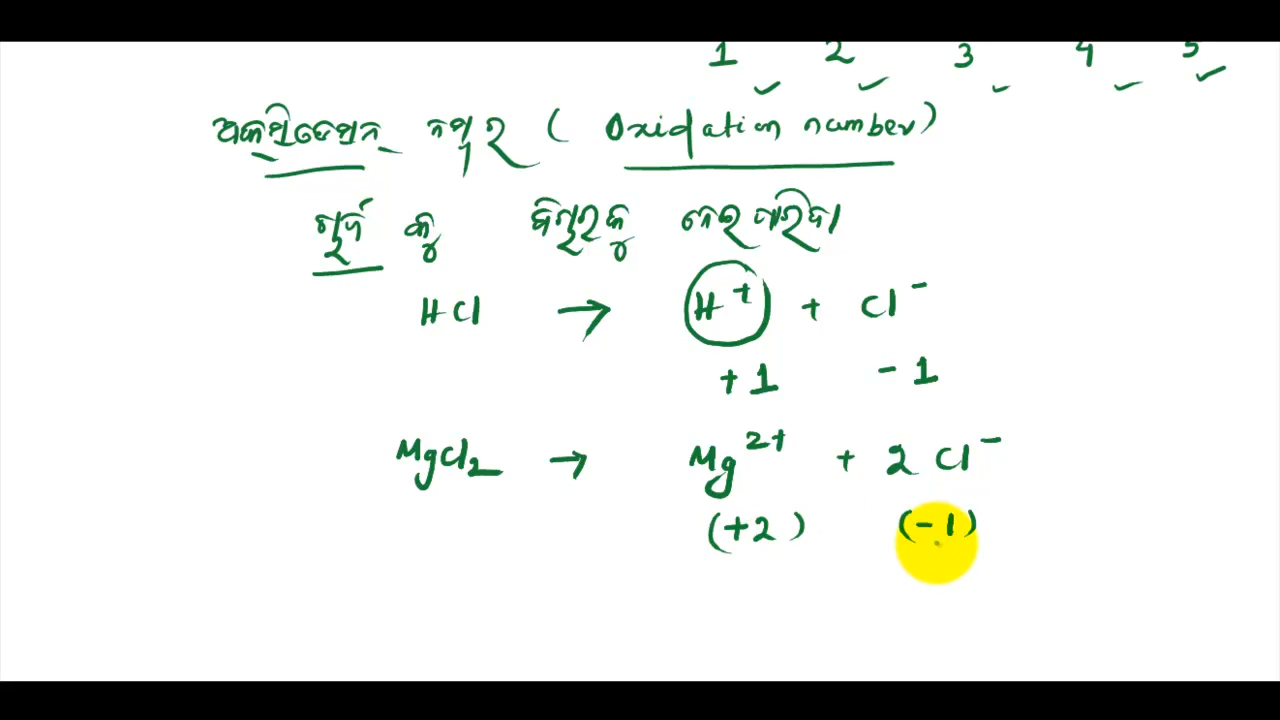 1 2 3 4 5
ଅକ୍ସିଡେସନ୍ ନମ୍ବର ( Oxidation number )
କୁ ନେଇ ପାରିବା
HCl → H⁺ + Cl⁻
+1 -1
MgCl₂ → Mg²⁺ + 2 Cl⁻
(+2) (-1)